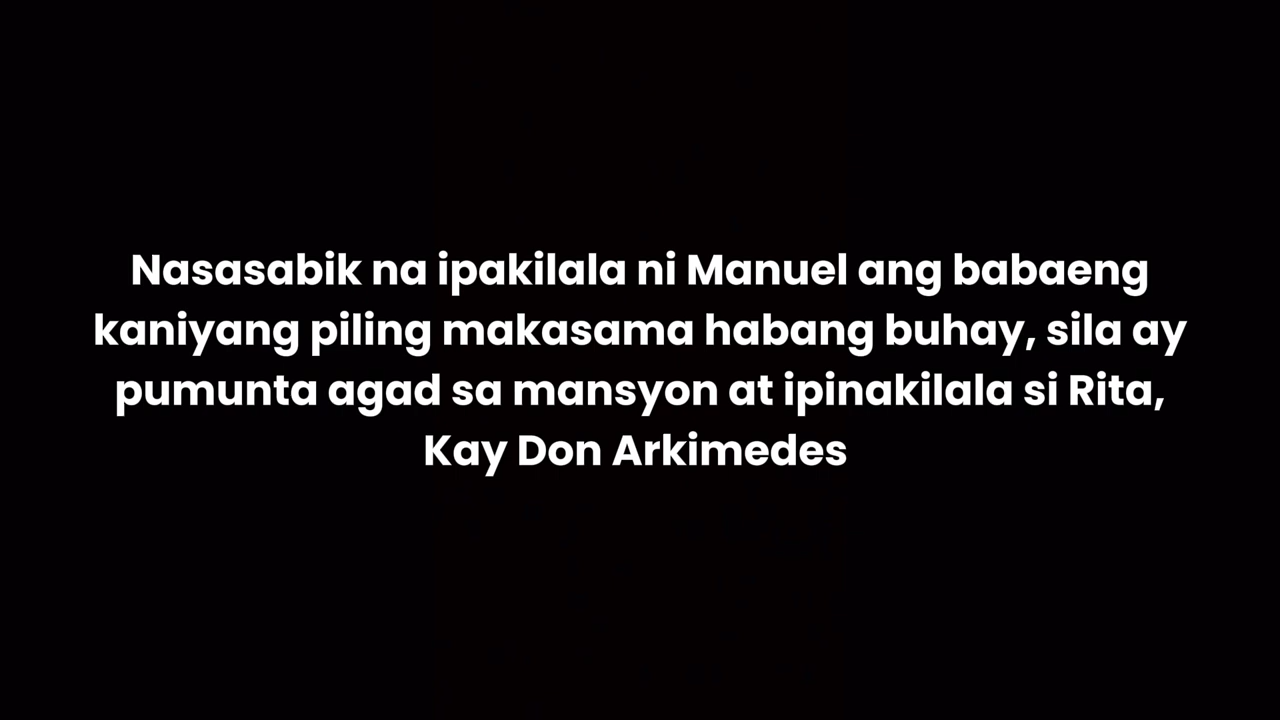 Nasasabik na ipakilala ni Manuel ang babaeng
kaniyang piling makasama habang buhay, sila ay
pumunta agad sa mansyon at ipinakilala si Rita,
Kay Don Arkimedes